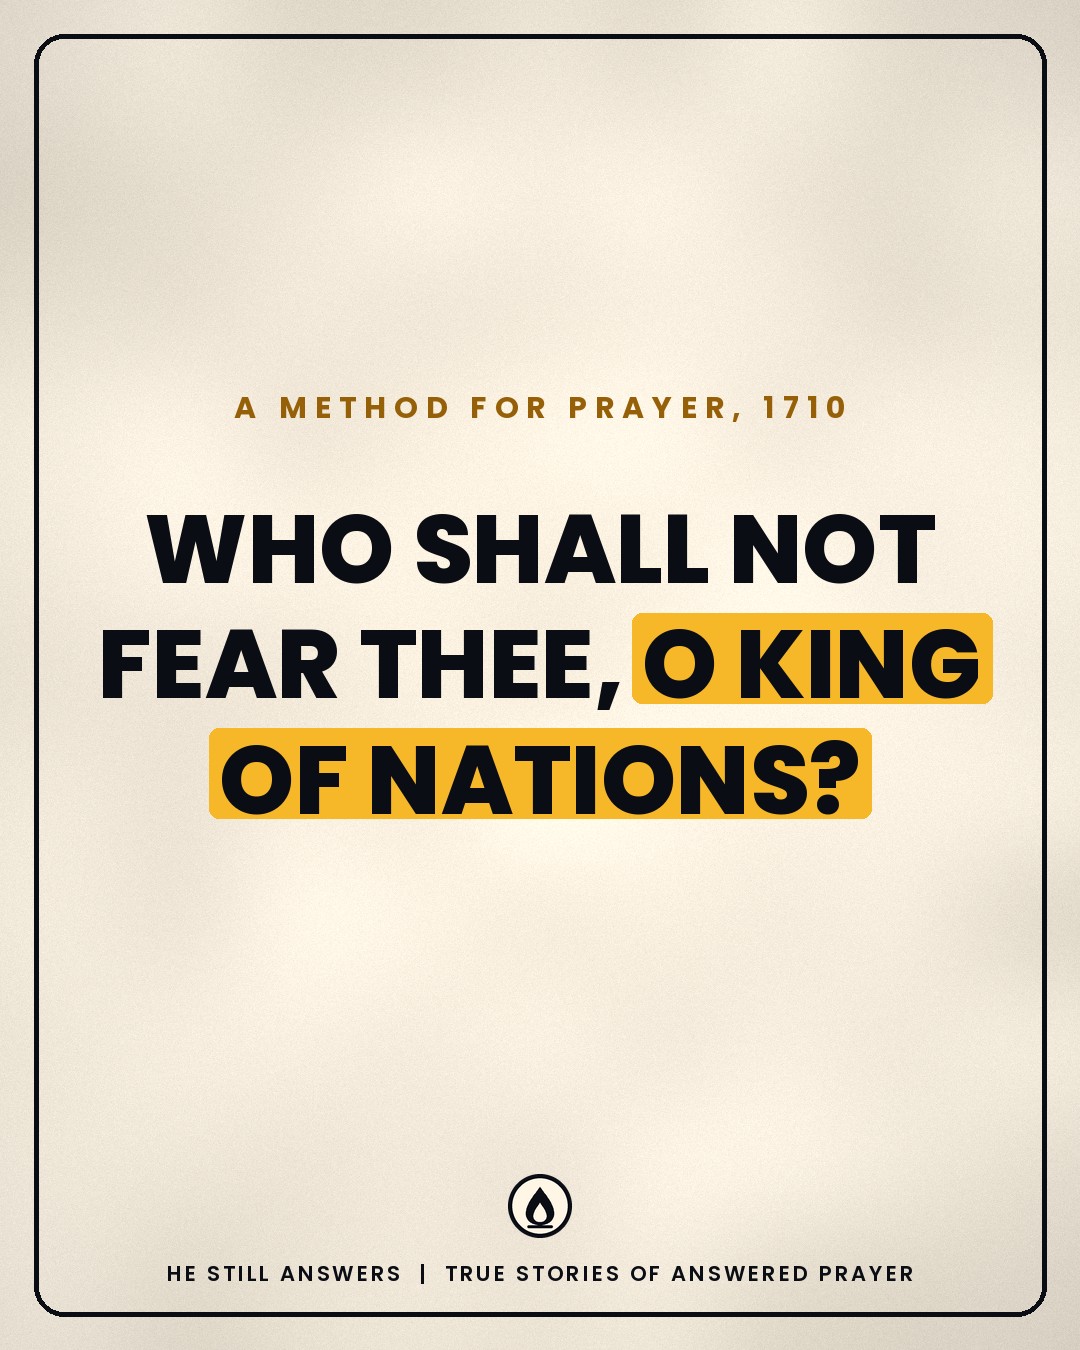 A METHOD FOR PRAYER, 1710
WHO SHALL NOT
FEAR THEE, O KING
OF NATIONS?
HE STILL ANSWERS | TRUE STORIES OF ANSWERED PRAYER